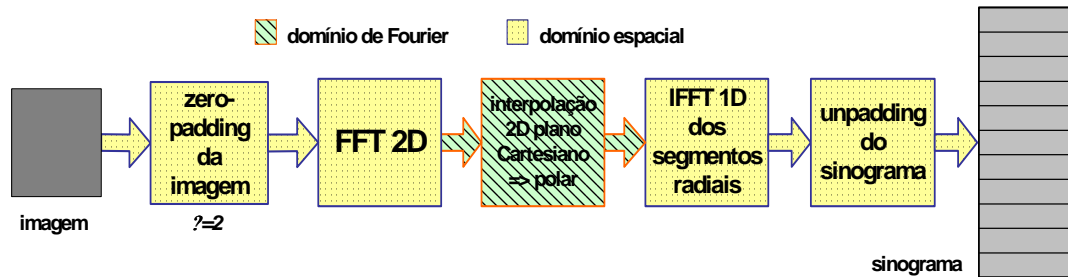 domínio de Fourier
domínio espacial
imagem
zero-
padding
da
imagem
?=2
FFT 2D
interpolação
2D plano
Cartesiano
=> polar
IFFT 1D
dos
segmentos
radiais
unpadding
do
sinograma
sinograma